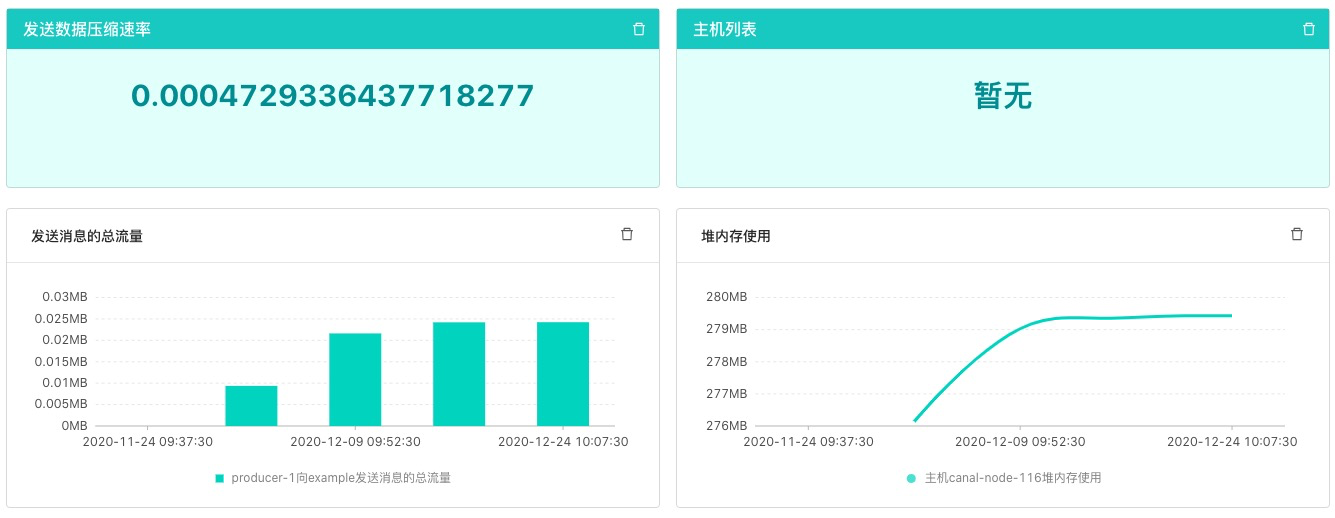 发送数据压缩速率
主机列表
0.0004729336437718277
暂无
发送消息的总流量
0.03MB
0.025MB
0.02MB
0.015MB
0.01MB
0.005MB
0MB
2020-11-24 09:37:30
2020-12-09 09:52:30
2020-12-24 10:07:30
producer-1向example发送消息的总流量
堆内存使用
280MB
279MB
278MB
277MB
276MB
2020-11-24 09:37:30
2020-12-09 09:52:30
2020-12-24 10:07:30
主机canal-node-116堆内存使用